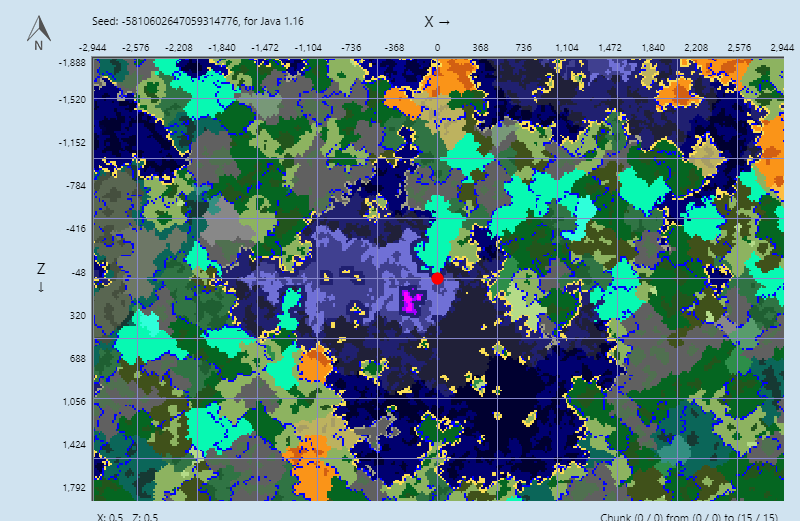 Seed: -5810602647059314776, for Java 1.16
X →
N
-2,944 -2,576 -2,208 -1,840 -1,472 -1,104 -736 -368 0 368 736 1,104 1,472 1,840 2,208 2,576 2,944
-1.888
-1,520
-1,152
-784
-416
Z
-48
↓
320
688
1,056
1,424
1,792
X: 0.5 Z: 0.5
Chunk (0 / 0) from (0 / 0) to (15 / 15)